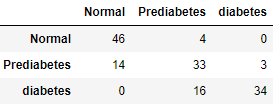 Normal Prediabetes diabetes
Normal 46 4 0
Prediabetes 14 33 3
diabetes 0 16 34